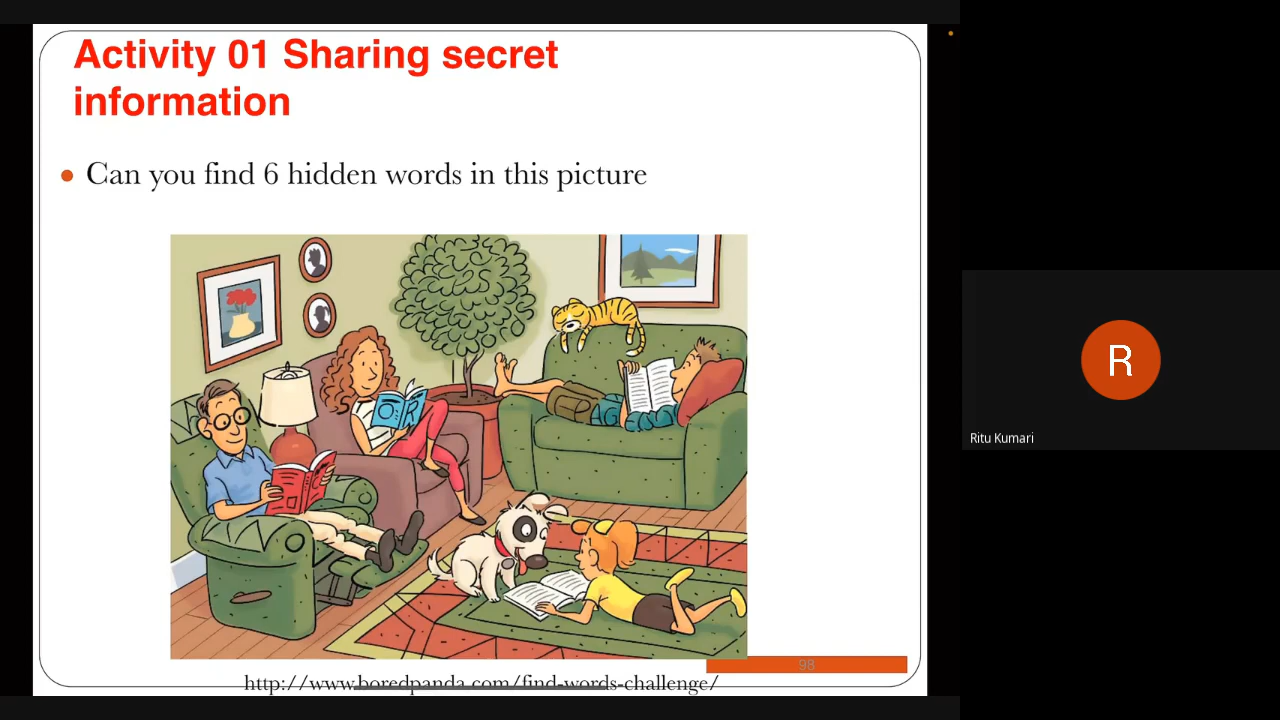 Activity 01 Sharing secret
information
Can you find 6 hidden words in this picture
98
http://www.boredpanda.com/find-words-challenge/
R
Ritu Kumari